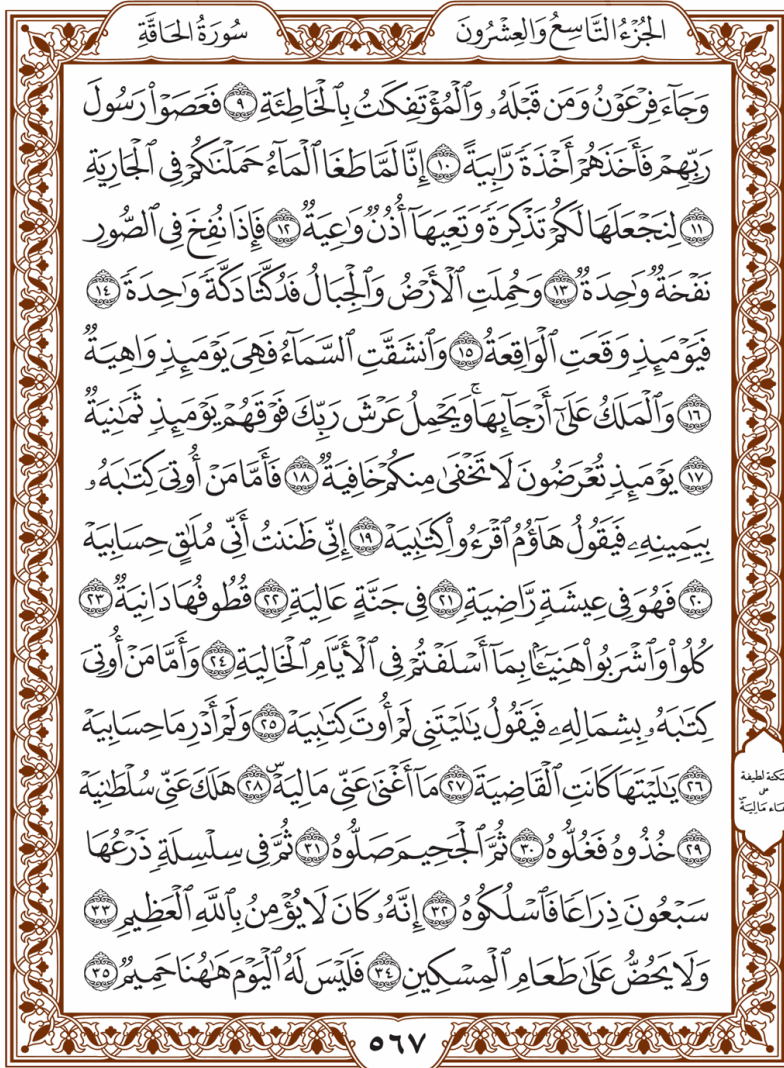 الجُزْءُ التَّاسِعُ وَالعِشْرُونَ
سُورَةُ الحَاقَّةِ
وَجَآءَ فِرْعَوْنُ وَمَن قَبْلَهُۥ وَٱلْمُؤْتَفِكَٰتُ بِٱلْخَاطِئَةِ ٩ فَعَصَوْا۟ رَسُولَ
رَبِّهِمْ فَأَخَذَهُمْ أَخْذَةً رَّابِيَةً ١٠ إِنَّا لَمَّا طَغَا ٱلْمَآءُ حَمَلْنَٰكُمْ فِى ٱلْجَارِيَةِ
١١ لِنَجْعَلَهَا لَكُمْ تَذْكِرَةً وَتَعِيَهَآ أُذُنٌ وَٰعِيَةٌ ١٢ فَإِذَا نُفِخَ فِى ٱلصُّورِ
نَفْخَةٌ وَٰحِدَةٌ ١٣ وَحُمِلَتِ ٱلْأَرْضُ وَٱلْجِبَالُ فَدُكَّتَا دَكَّةً وَٰحِدَةً ١٤
فَيَوْمَئِذٍ وَقَعَتِ ٱلْوَاقِعَةُ ١٥ وَٱنشَقَّتِ ٱلسَّمَآءُ فَهِىَ يَوْمَئِذٍ وَاهِيَةٌ
١٦ وَٱلْمَلَكُ عَلَىٰٓ أَرْجَآئِهَا ۚ وَيَحْمِلُ عَرْشَ رَبِّكَ فَوْقَهُمْ يَوْمَئِذٍ ثَمَٰنِيَةٌ
١٧ يَوْمَئِذٍ تُعْرَضُونَ لَا تَخْفَىٰ مِنكُمْ خَافِيَةٌ ١٨ فَأَمَّا مَنْ أُوتِىَ كِتَٰبَهُۥ
بِيَمِينِهِۦ فَيَقُولُ هَآؤُمُ ٱقْرَءُوا۟ كِتَٰبِيَهْ ١٩ إِنِّى ظَنَنتُ أَنِّى مُلَٰقٍ حِسَابِيَهْ
٢٠ فَهُوَ فِى عِيشَةٍ رَّاضِيَةٍ ٢١ فِى جَنَّةٍ عَالِيَةٍ ٢٢ قُطُوفُهَا دَانِيَةٌ ٢٣
كُلُوا۟ وَٱشْرَبُوا۟ هَنِيٓـًٔۢا بِمَآ أَسْلَفْتُمْ فِى ٱلْأَيَّامِ ٱلْخَالِيَةِ ٢٤ وَأَمَّا مَنْ أُوتِىَ
كِتَٰبَهُۥ بِشِمَالِهِۦ فَيَقُولُ يَٰلَيْتَنِى لَمْ أُوتَ كِتَٰبِيَهْ ٢٥ وَلَمْ أَدْرِ مَا حِسَابِيَهْ
٢٦ يَٰلَيْتَهَا كَانَتِ ٱلْقَاضِيَةَ ٢٧ مَآ أَغْنَىٰ عَنِّى مَالِيَهْ ۜ ٢٨ هَلَكَ عَنِّى سُلْطَٰنِيَهْ
٢٩ خُذُوهُ فَغُلُّوهُ ٣٠ ثُمَّ ٱلْجَحِيمَ صَلُّوهُ ٣١ ثُمَّ فِى سِلْسِلَةٍ ذَرْعُهَا
سَبْعُونَ ذِرَاعًا فَٱسْلُكُوهُ ٣٢ إِنَّهُۥ كَانَ لَا يُؤْمِنُ بِٱللَّهِ ٱلْعَظِيمِ ٣٣
وَلَا يَحُضُّ عَلَىٰ طَعَامِ ٱلْمِسْكِينِ ٣٤ فَلَيْسَ لَهُ ٱلْيَوْمَ هَٰهُنَا حَمِيمٌ ٣٥
لطيفة
مَالِيَهْ
٥٦٧